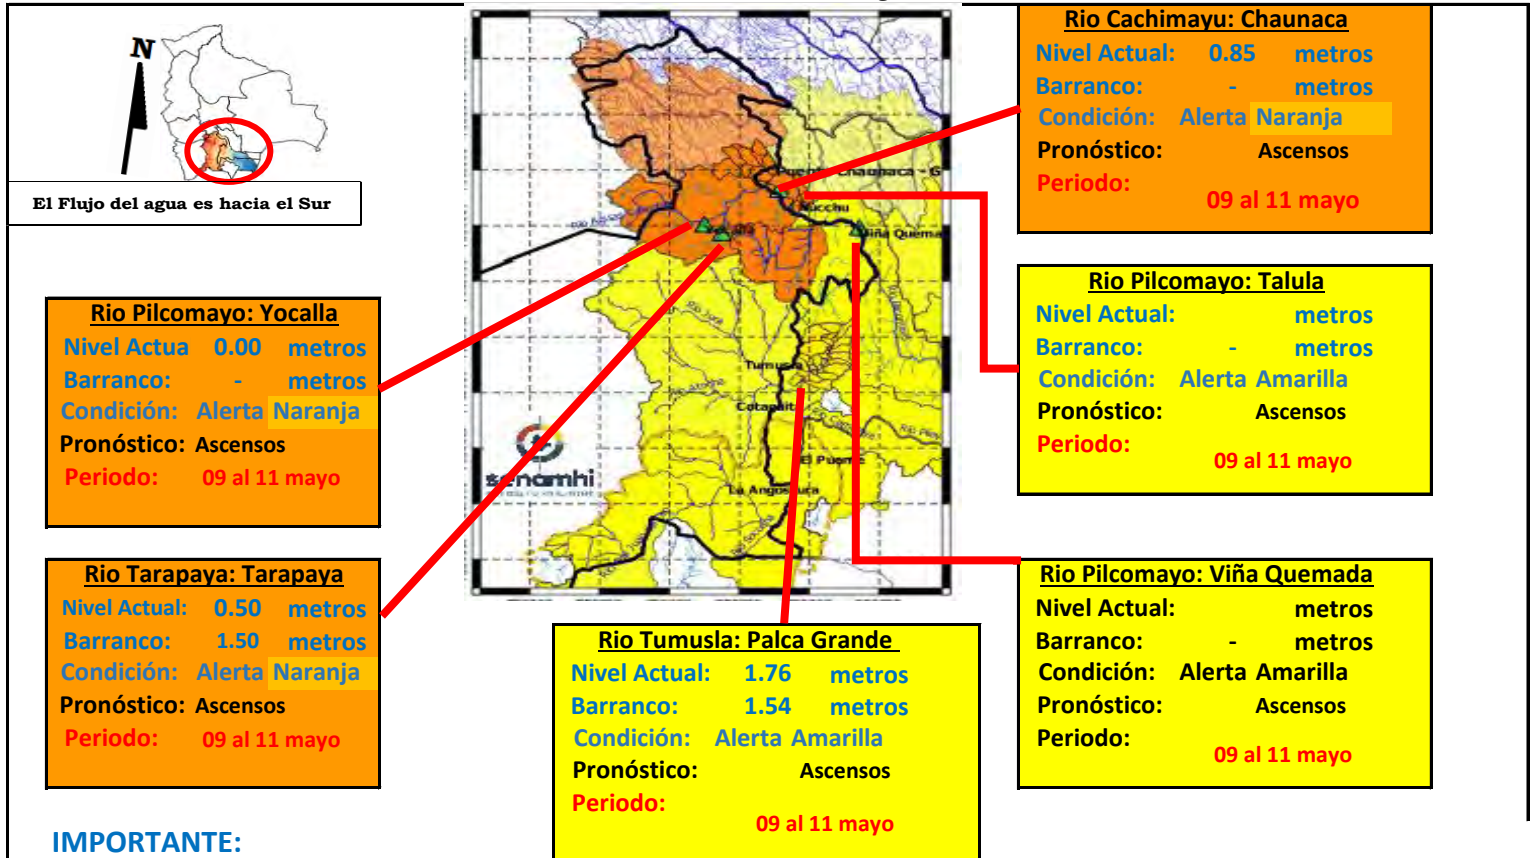 N
El Flujo del agua es hacia el Sur
Rio Cachimayu: Chaunaca
Nivel Actual: 0.85 metros
Barranco: - metros
Condición: Alerta Naranja
Pronóstico: Ascensos
Periodo:
09 al 11 mayo
Rio Pilcomayo: Talula
Nivel Actual: metros
Barranco: - metros
Condición: Alerta Amarilla
Pronóstico: Ascensos
Periodo:
09 al 11 mayo
Rio Pilcomayo: Yocalla
Nivel Actua 0.00 metros
Barranco: - metros
Condición: Alerta Naranja
Pronóstico: Ascensos
Periodo: 09 al 11 mayo
Rio Tarapaya: Tarapaya
Nivel Actual: 0.50 metros
Barranco: 1.50 metros
Condición: Alerta Naranja
Pronóstico: Ascensos
Periodo: 09 al 11 mayo
Rio Tumusla: Palca Grande
Nivel Actual: 1.76 metros
Barranco: 1.54 metros
Condición: Alerta Amarilla
Pronóstico: Ascensos
Periodo:
09 al 11 mayo
Rio Pilcomayo: Viña Quemada
Nivel Actual: metros
Barranco: - metros
Condición: Alerta Amarilla
Pronóstico: Ascensos
Periodo:
09 al 11 mayo
Chaunaca - G
Viña Quema
Tumusla
Cotagaita
El Puente
La Angostura
senamhi
IMPORTANTE: